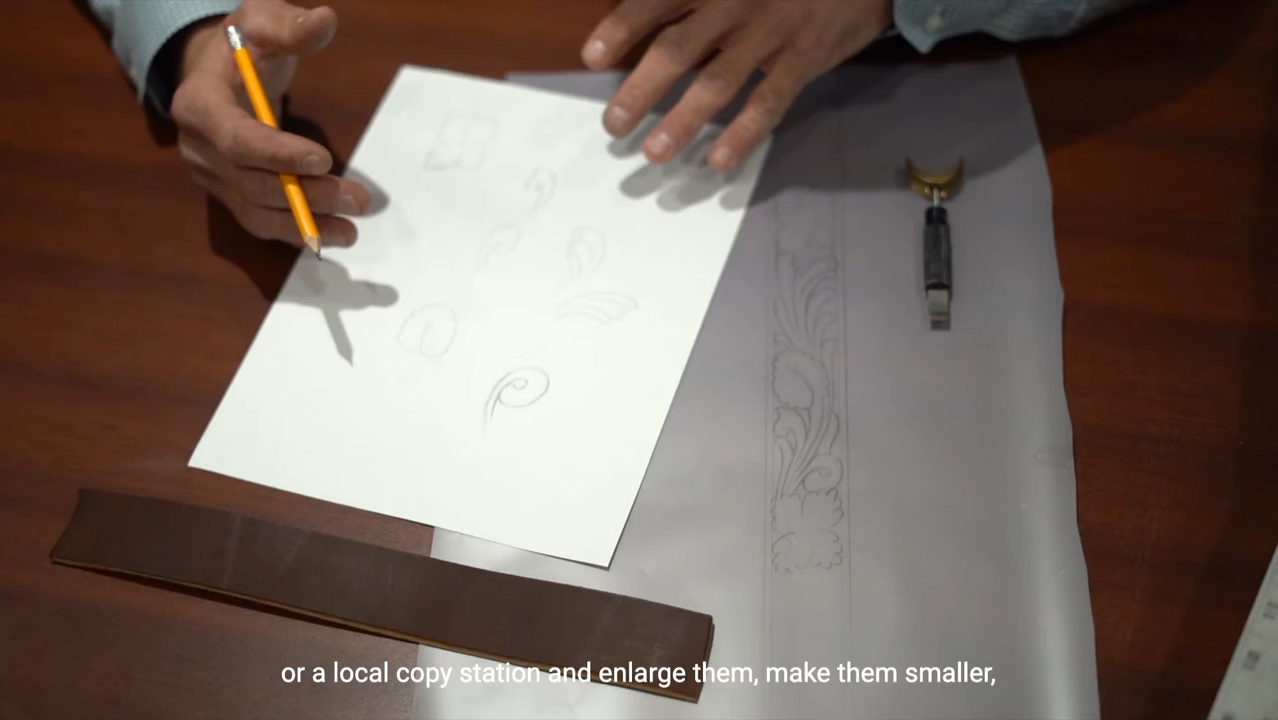 or a local copy station and enlarge them, make them smaller,